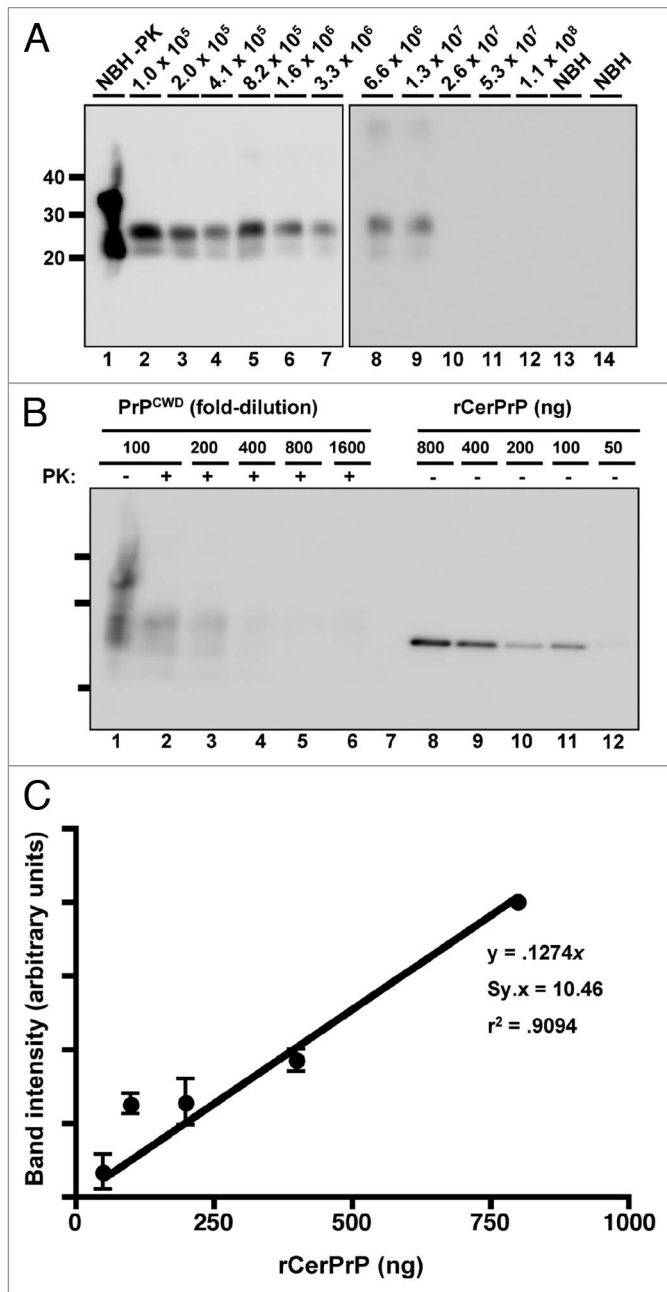 A
NBH -PK 1.0 x 10⁵ 2.0 x 10⁵ 4.1 x 10⁵ 8.2 x 10⁵ 1.6 x 10⁶ 3.3 x 10⁶ 6.6 x 10⁶ 1.3 x 10⁷ 2.6 x 10⁷ 5.3 x 10⁷ 1.1 x 10⁸ NBH NBH
40
30
20
1 2 3 4 5 6 7 8 9 10 11 12 13 14
B
PrPᶜᵂᴰ (fold-dilution) rCerPrP (ng)
100 200 400 800 1600 800 400 200 100 50
PK: - + + + + + - - - - -
1 2 3 4 5 6 7 8 9 10 11 12
C
Band intensity (arbitrary units)
y = .1274x
Sy.x = 10.46
r² = .9094
0 250 500 750 1000
rCerPrP (ng)